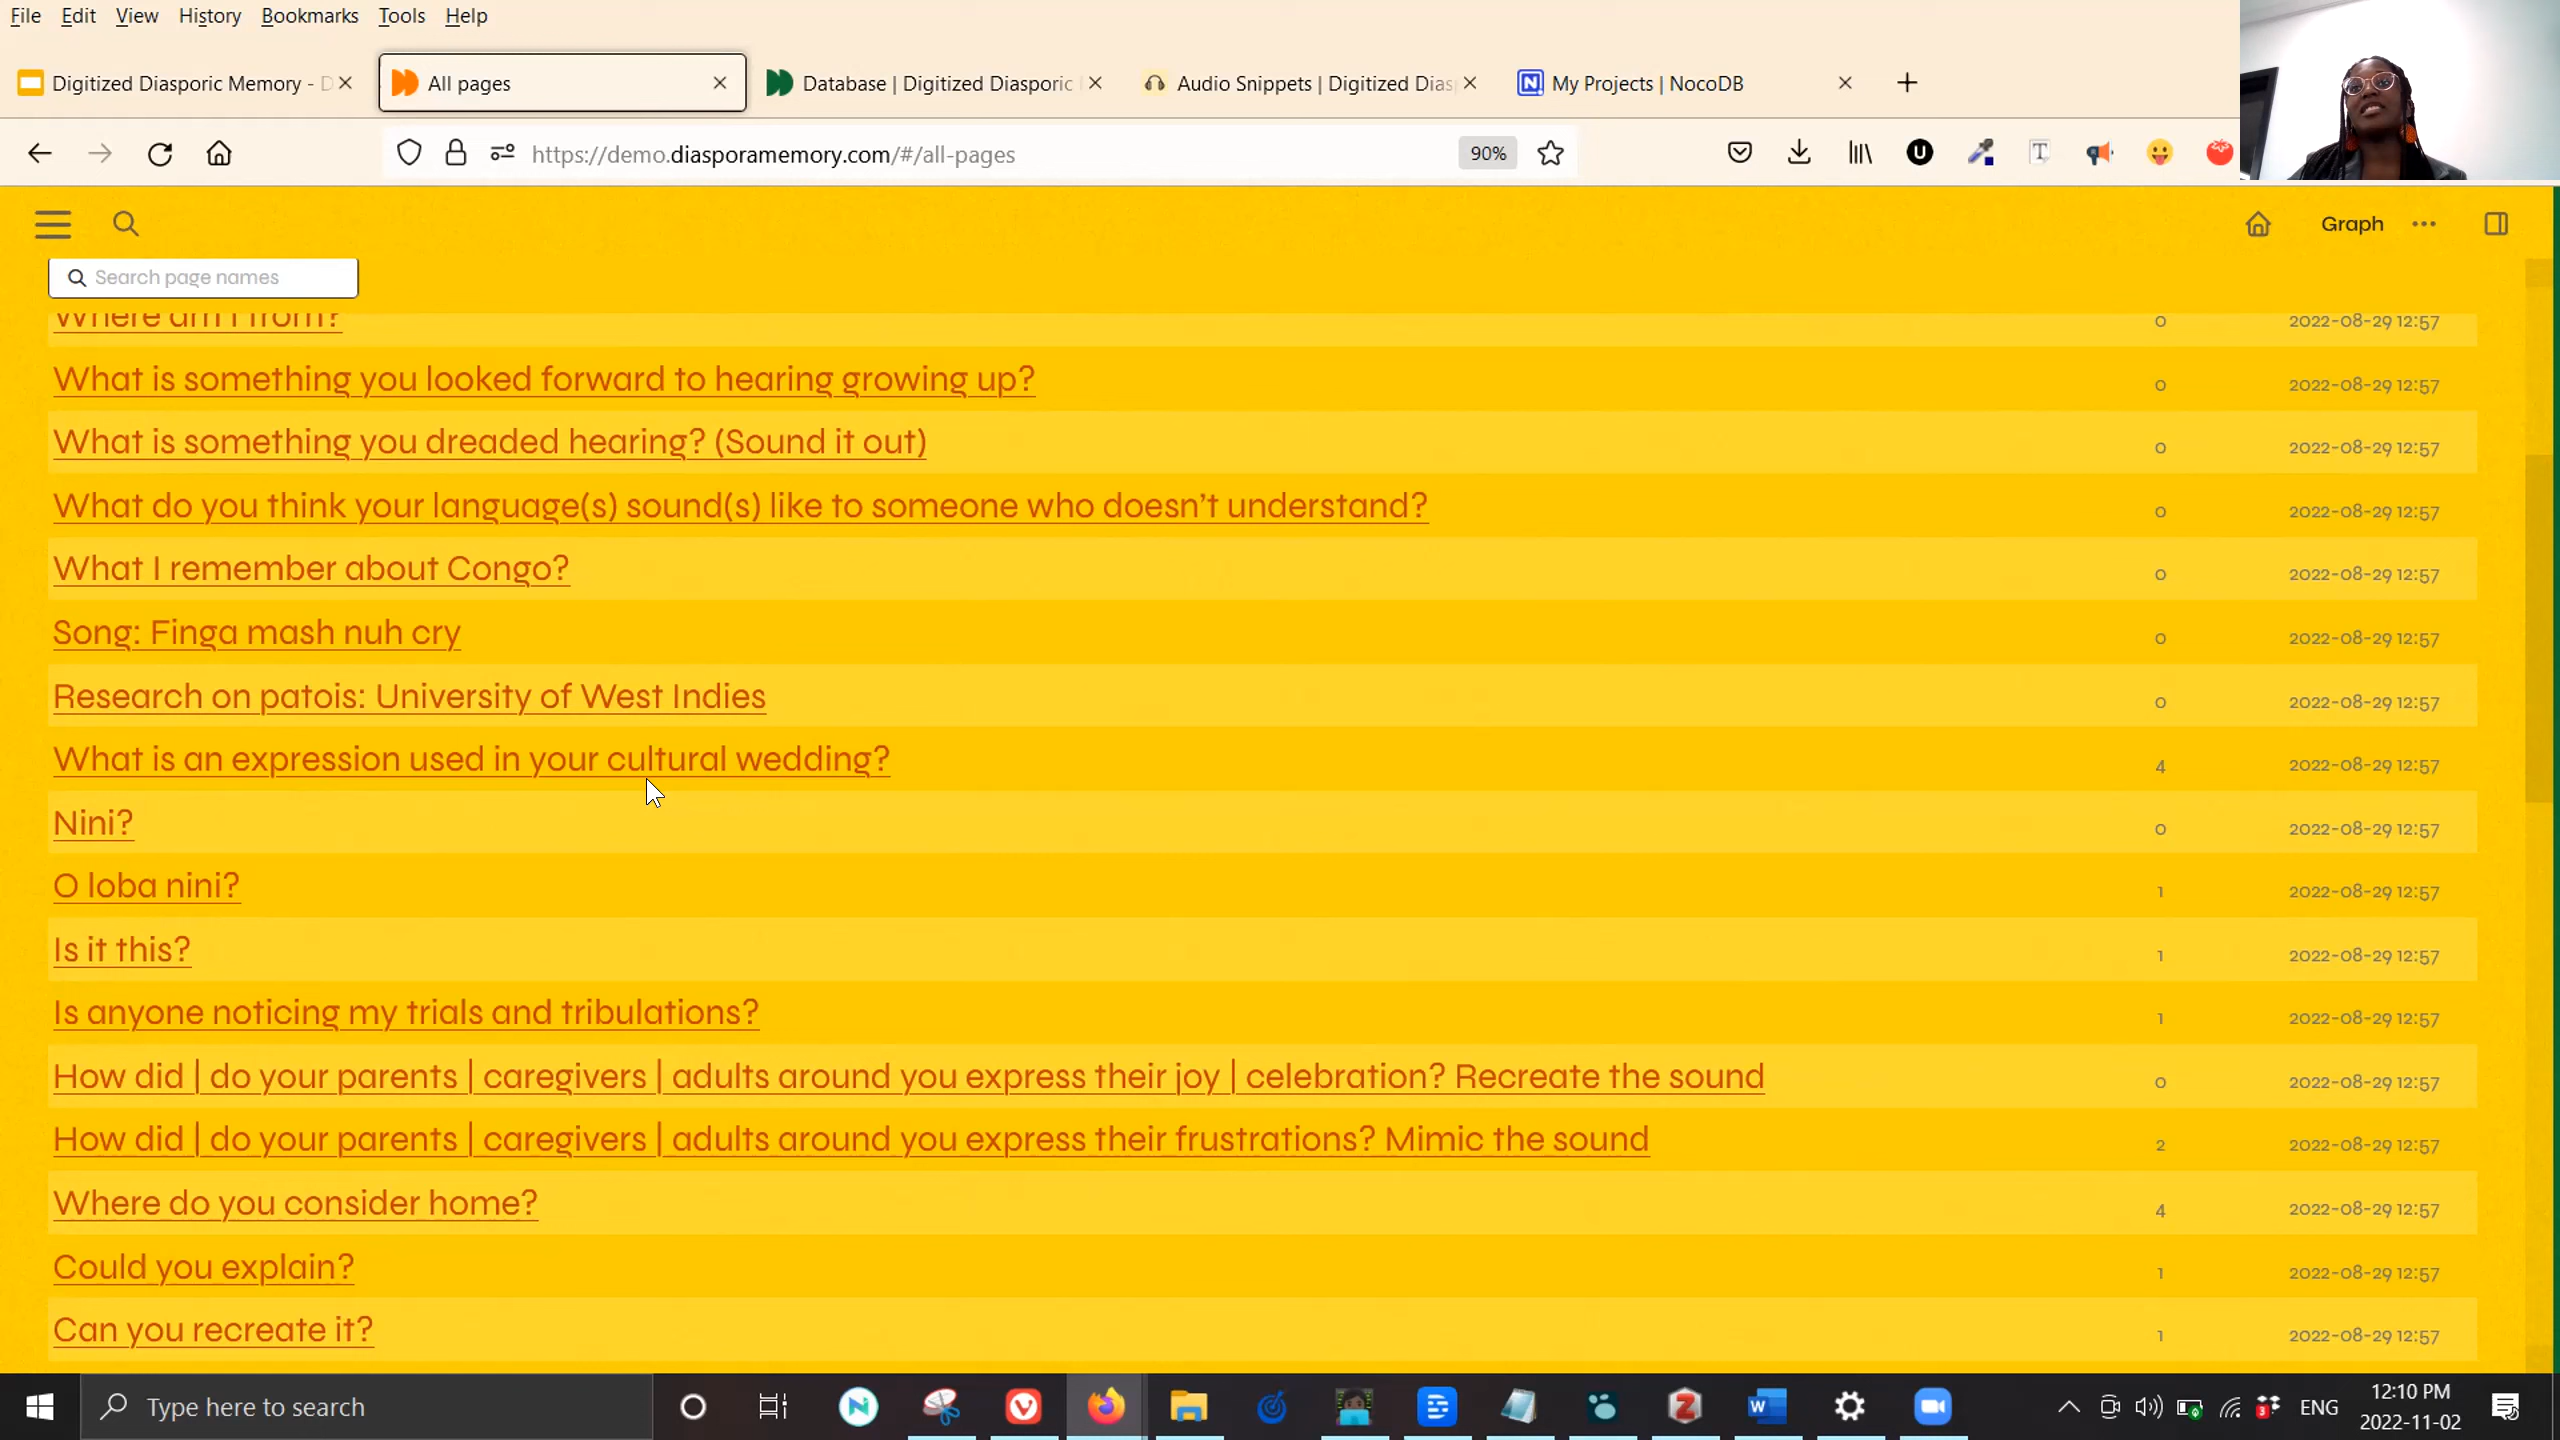 File Edit View History Bookmarks Tools Help
Digitized Diasporic Memory - D
All pages
Database | Digitized Diasporic
Audio Snippets | Digitized Dias
My Projects | NocoDB
https://demo.diasporamemory.com/#/all-pages
90%
Graph
Search page names
Where am I from? 0 2022-08-29 12:57
What is something you looked forward to hearing growing up? 0 2022-08-29 12:57
What is something you dreaded hearing? (Sound it out) 0 2022-08-29 12:57
What do you think your language(s) sound(s) like to someone who doesn't understand? 0 2022-08-29 12:57
What I remember about Congo? 0 2022-08-29 12:57
Song: Finga mash nuh cry 0 2022-08-29 12:57
Research on patois: University of West Indies 0 2022-08-29 12:57
What is an expression used in your cultural wedding? 4 2022-08-29 12:57
Nini? 0 2022-08-29 12:57
O loba nini? 1 2022-08-29 12:57
Is it this? 1 2022-08-29 12:57
Is anyone noticing my trials and tribulations? 1 2022-08-29 12:57
How did | do your parents | caregivers | adults around you express their joy | celebration? Recreate the sound 0 2022-08-29 12:57
How did | do your parents | caregivers | adults around you express their frustrations? Mimic the sound 2 2022-08-29 12:57
Where do you consider home? 4 2022-08-29 12:57
Could you explain? 1 2022-08-29 12:57
Can you recreate it? 1 2022-08-29 12:57
Type here to search
ENG
12:10 PM
2022-11-02